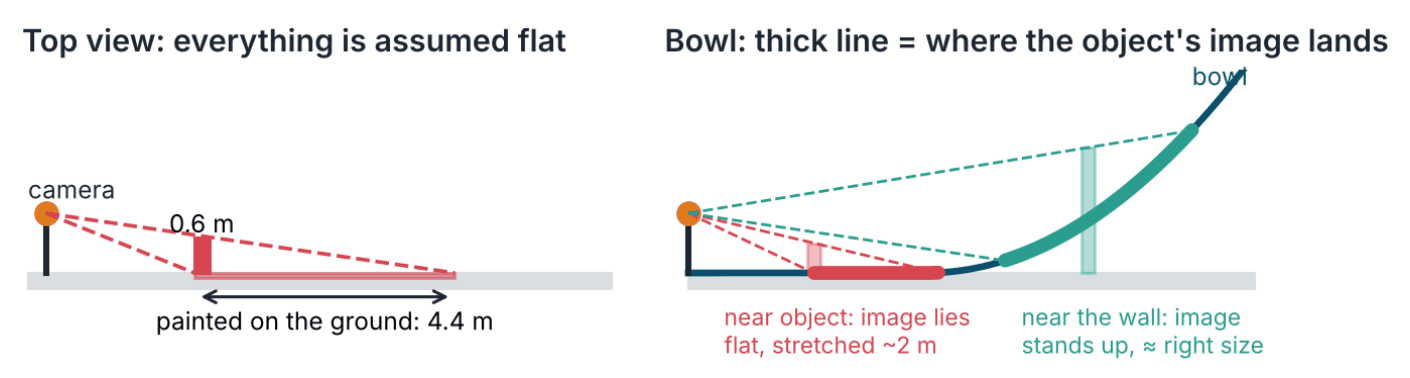 Top view: everything is assumed flat
camera
0.6 m
painted on the ground: 4.4 m
Bowl: thick line = where the object's image lands
bowl
near object: image lies
flat, stretched ~2 m
near the wall: image
stands up, ≈ right size